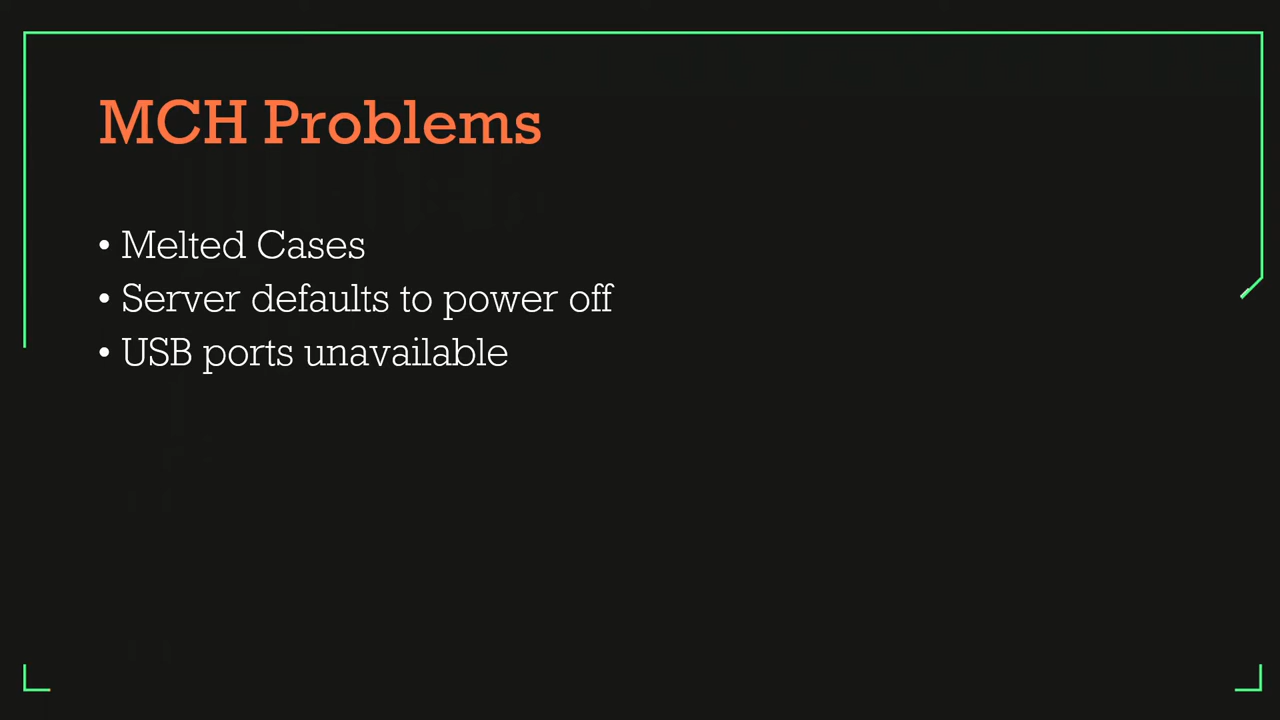 MCH Problems
• Melted Cases
• Server defaults to power off
• USB ports unavailable